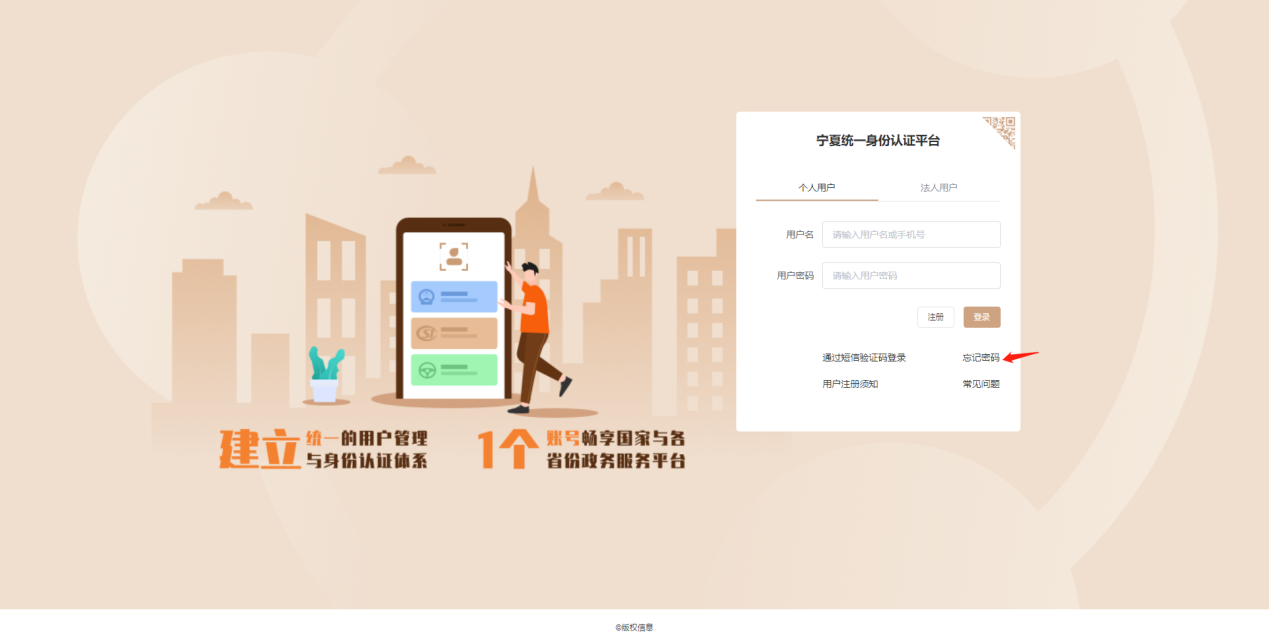 宁夏统一身份认证平台
个人用户
法人用户
用户名
请输入用户名或手机号
用户密码
请输入用户密码
注册
登录
通过短信验证码登录
忘记密码
用户注册须知
常见问题
建立 统一的用户管理
与身份认证体系
1个 账号畅享国家与各
省份政务服务平台
©版权信息